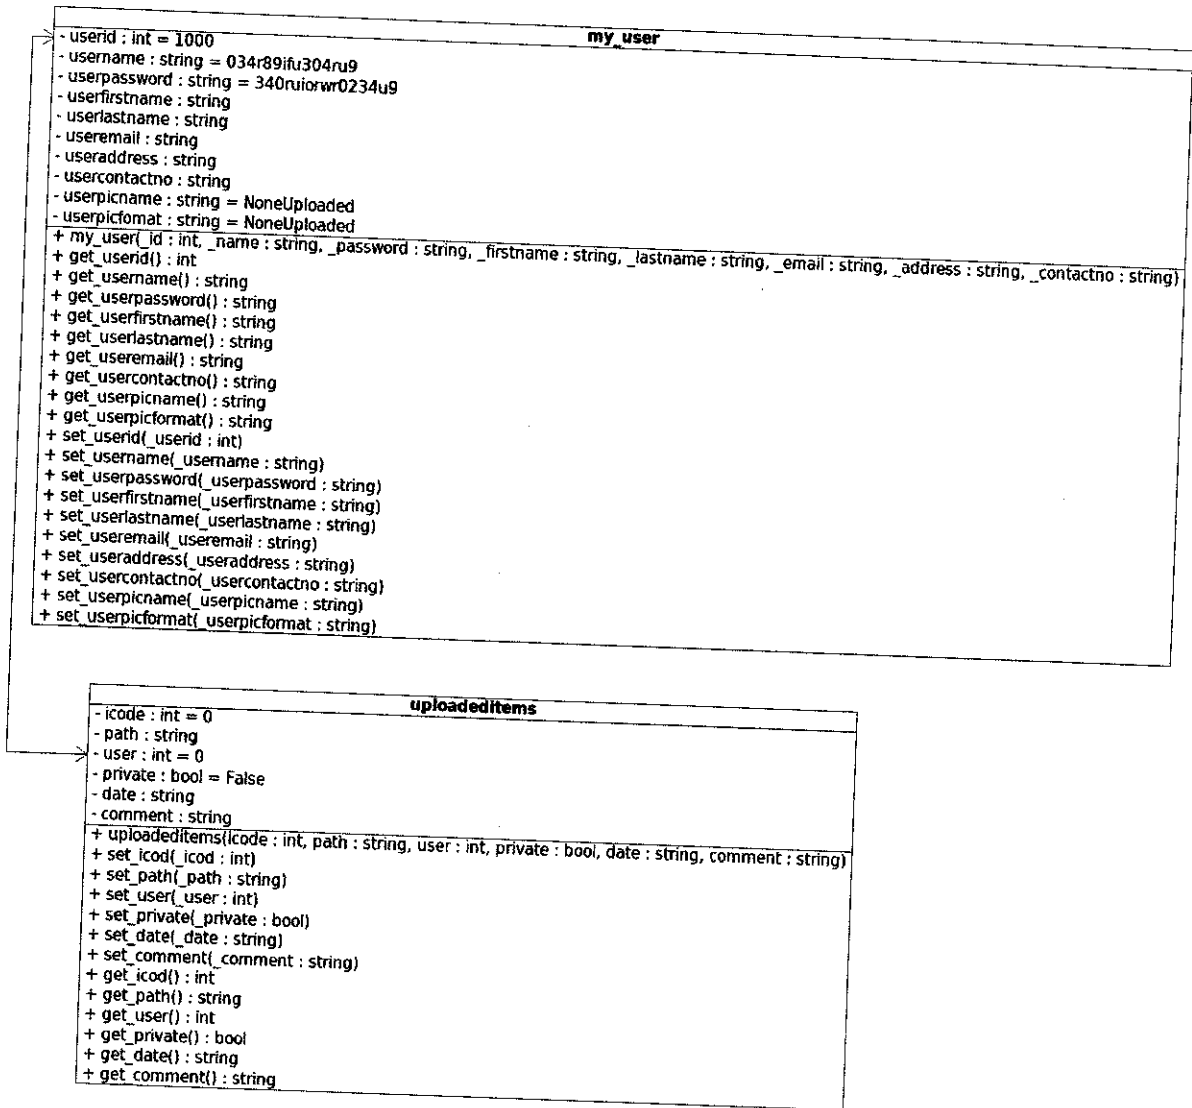 my_user
- userid : int = 1000
- username : string = 034r89ifu304ru9
- userpassword : string = 340ruiorwr0234u9
- userfirstname : string
- userlastname : string
- useremail : string
- useraddress : string
- usercontactno : string
- userpicname : string = NoneUploaded
- userpicfomat : string = NoneUploaded
+ my_user(_id : int, _name : string, _password : string, _firstname : string, _lastname : string, _email : string, _address : string, _contactno : string)
+ get_userid() : int
+ get_username() : string
+ get_userpassword() : string
+ get_userfirstname() : string
+ get_userlastname() : string
+ get_useremail() : string
+ get_usercontactno() : string
+ get_userpicname() : string
+ get_userpicformat() : string
+ set_userid(_userid : int)
+ set_username(_username : string)
+ set_userpassword(_userpassword : string)
+ set_userfirstname(_userfirstname : string)
+ set_userlastname(_userlastname : string)
+ set_useremail(_useremail : string)
+ set_useraddress(_useraddress : string)
+ set_usercontactno(_usercontactno : string)
+ set_userpicname(_userpicname : string)
+ set_userpicformat(_userpicformat : string)
uploadeditems
- icode : int = 0
- path : string
- user : int = 0
- private : bool = False
- date : string
- comment : string
+ uploadeditems(icode : int, path : string, user : int, private : bool, date : string, comment : string)
+ set_icod(_icod : int)
+ set_path(_path : string)
+ set_user(_user : int)
+ set_private(_private : bool)
+ set_date(_date : string)
+ set_comment(_comment : string)
+ get_icod() : int
+ get_path() : string
+ get_user() : int
+ get_private() : bool
+ get_date() : string
+ get_comment() : string